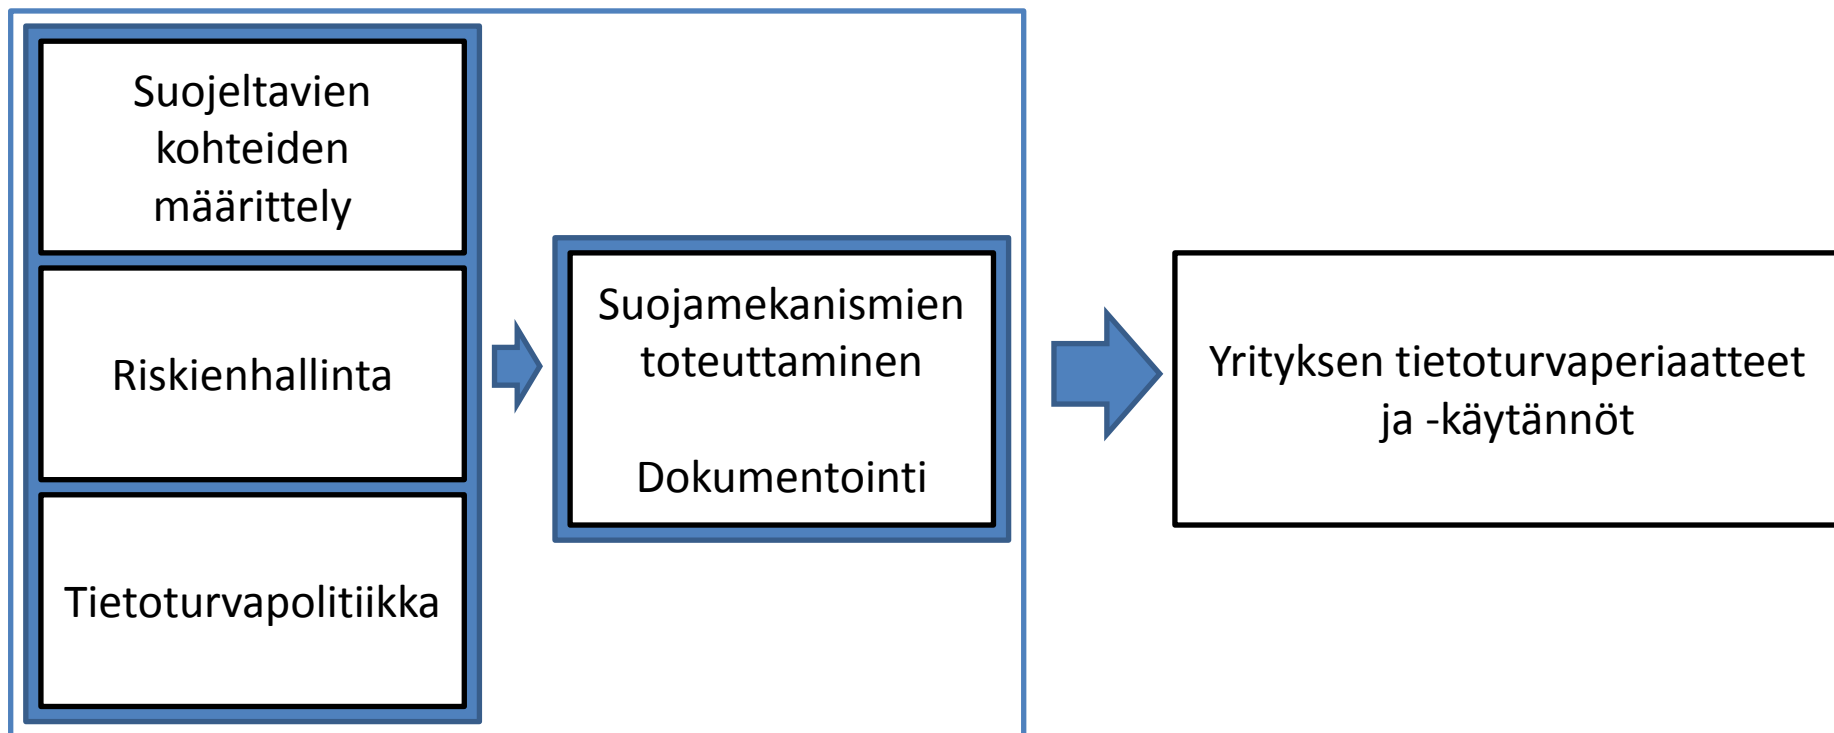 Suojeltavien
kohteiden
määrittely
Riskienhallinta
Tietoturvapolitiikka
Suojamekanismien
toteuttaminen
Dokumentointi
Yrityksen tietoturvaperiaatteet
ja -käytännöt